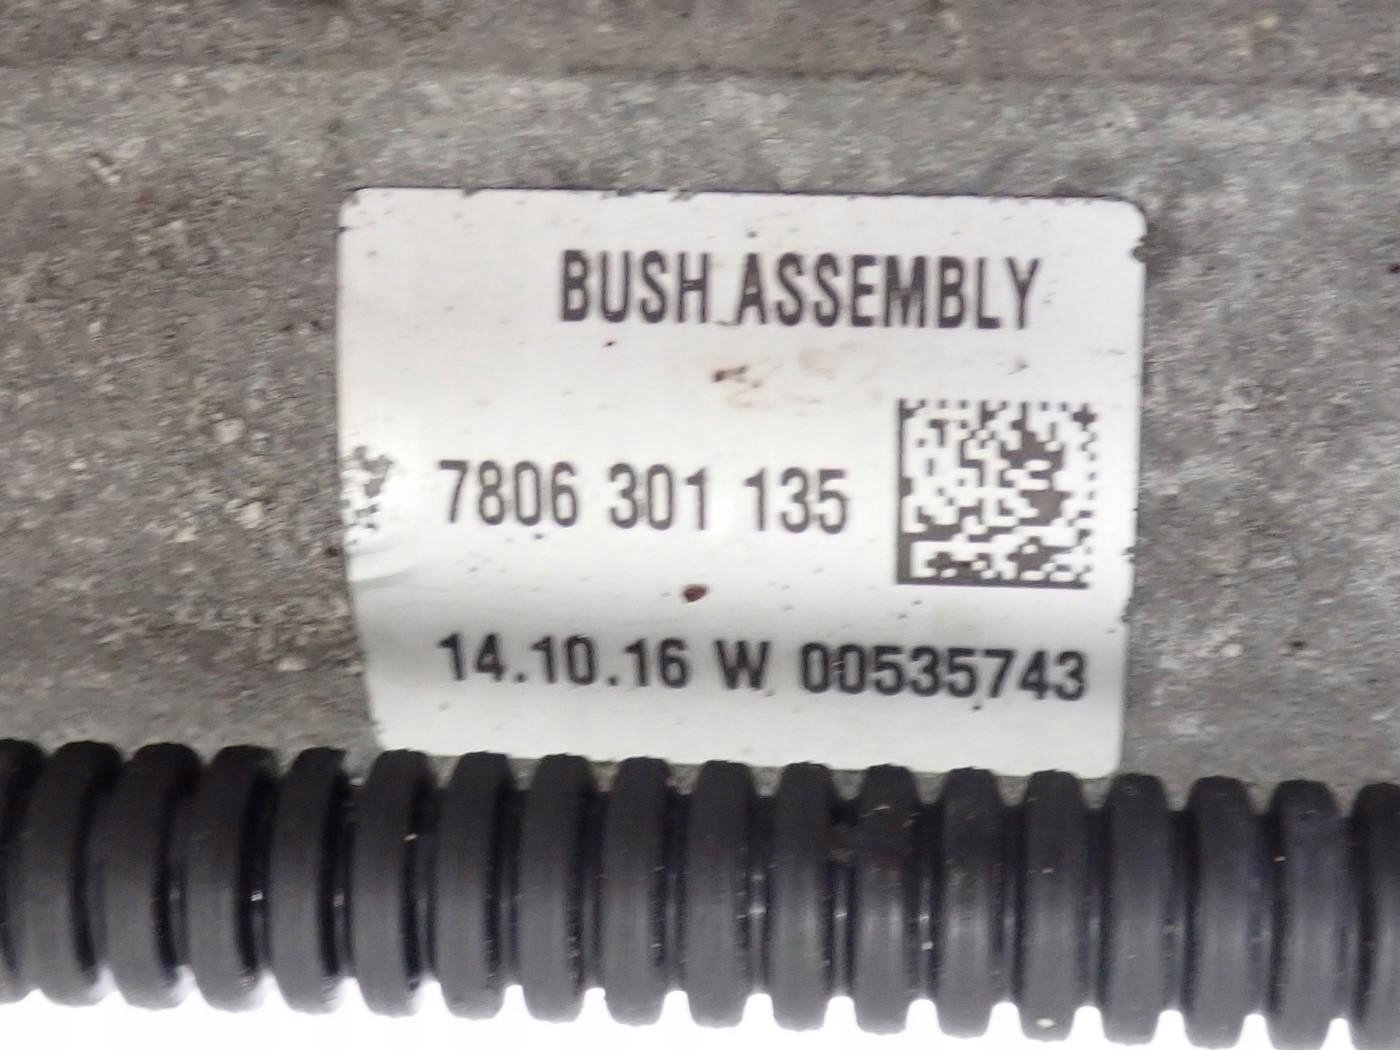 BUSH ASSEMBLY
7806 301 135
14.10.16 W 00535743